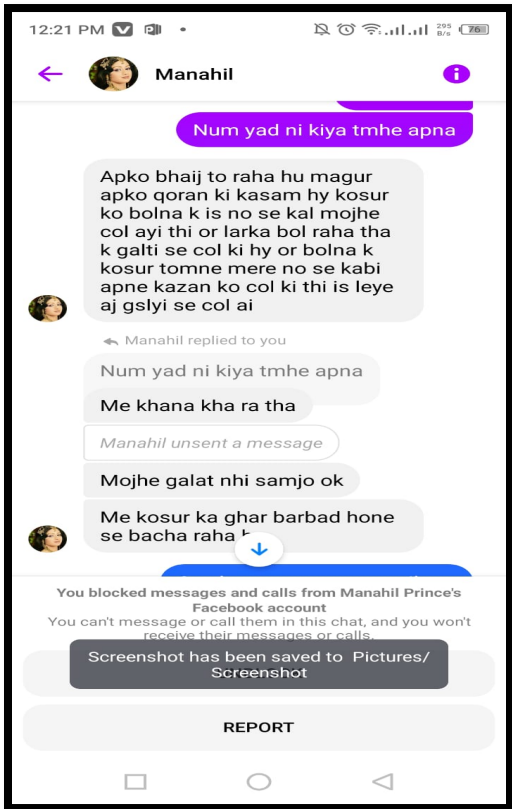 12:21 PM
295
B/s
76
Manahil
Num yad ni kiya tmhe apna
Apko bhaij to raha hu magur
apko qoran ki kasam hy kosur
ko bolna k is no se kal mojhe
col ayi thi or larka bol raha tha
k galti se col ki hy or bolna k
kosur tomne mere no se kabi
apne kazan ko col ki thi is leye
aj gslyi se col ai
Manahil replied to you
Num yad ni kiya tmhe apna
Me khana kha ra tha
Manahil unsent a message
Mojhe galat nhi samjo ok
Me kosur ka ghar barbad hone
se bacha raha
You blocked messages and calls from Manahil Prince's
Facebook account
You can't message or call them in this chat, and you won't
receive their messages or calls.
Screenshot has been saved to Pictures/
Screenshot
REPORT